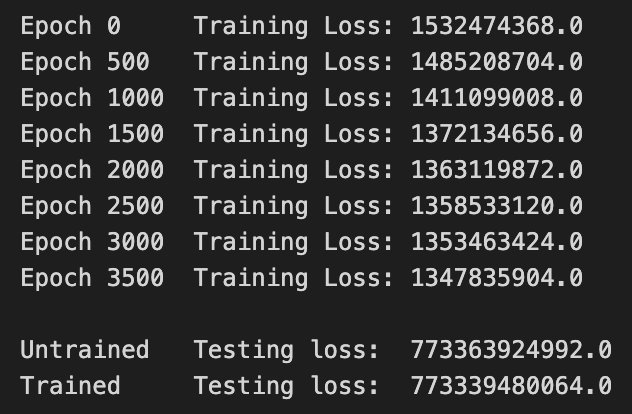 Epoch 0 Training Loss: 1532474368.0
Epoch 500 Training Loss: 1485208704.0
Epoch 1000 Training Loss: 1411099008.0
Epoch 1500 Training Loss: 1372134656.0
Epoch 2000 Training Loss: 1363119872.0
Epoch 2500 Training Loss: 1358533120.0
Epoch 3000 Training Loss: 1353463424.0
Epoch 3500 Training Loss: 1347835904.0
Untrained Testing loss: 773363924992.0
Trained Testing loss: 773339480064.0